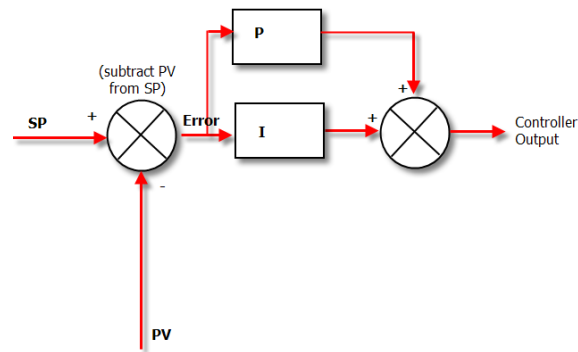 P
(subtract PV
from SP)
+
SP
+
Error
I
+
Controller
Output
-
PV